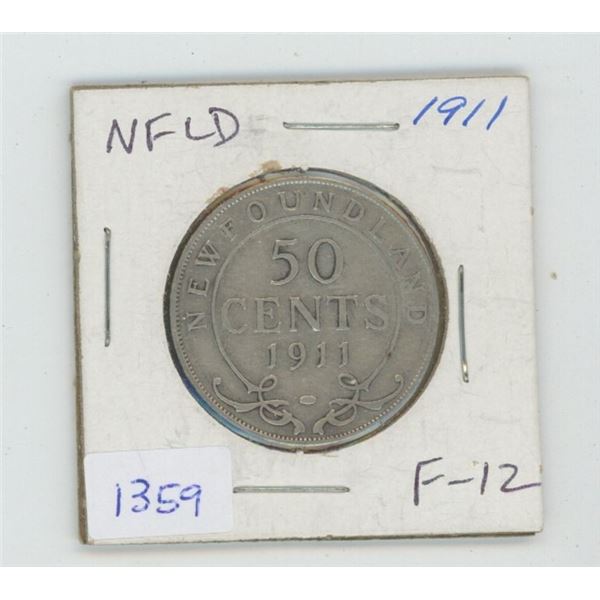 NFLD
1911
NEWFOUNDLAND
50
CENTS
1911
1359
F-12